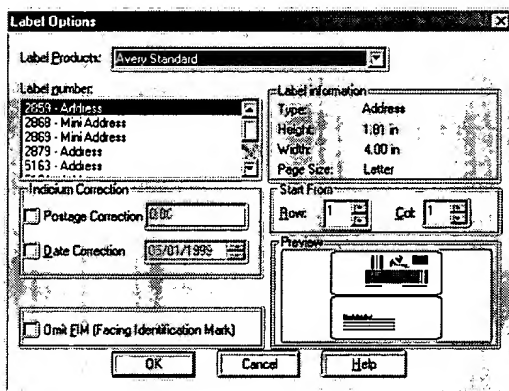 Label Options
Label Products: Avery Standard
Label number:
2859 - Address
2868 - Mini Address
2869 - Mini Address
2879 - Address
5163 - Address
Label information
Type: Address
Height: 1.81 in
Width: 4.00 in
Page Size: Letter
Indicium Correction
Postage Correction 0.00
Date Correction 05/01/1999
Start From
Row: 1 Col: 1
Preview
Omit FIM (Facing Identification Mark)
OK Cancel Help